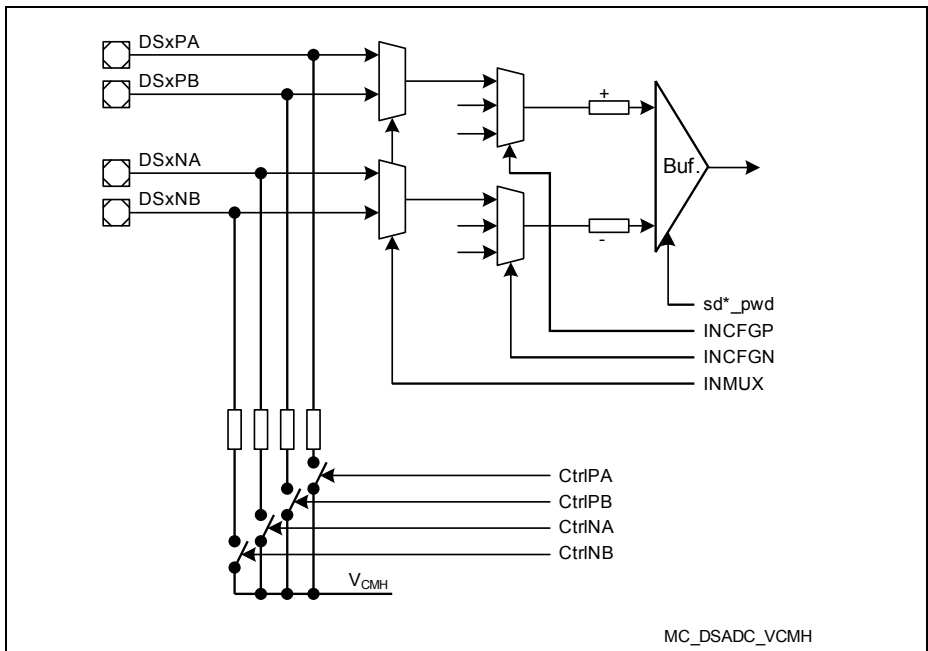 DSxPA
DSxPB
DSxNA
DSxNB
+
-
Buf.
sd*_pwd
INCFGP
INCFGN
INMUX
CtrlPA
CtrlPB
CtrlNA
CtrlNB
VCMH
MC_DSADC_VCMH